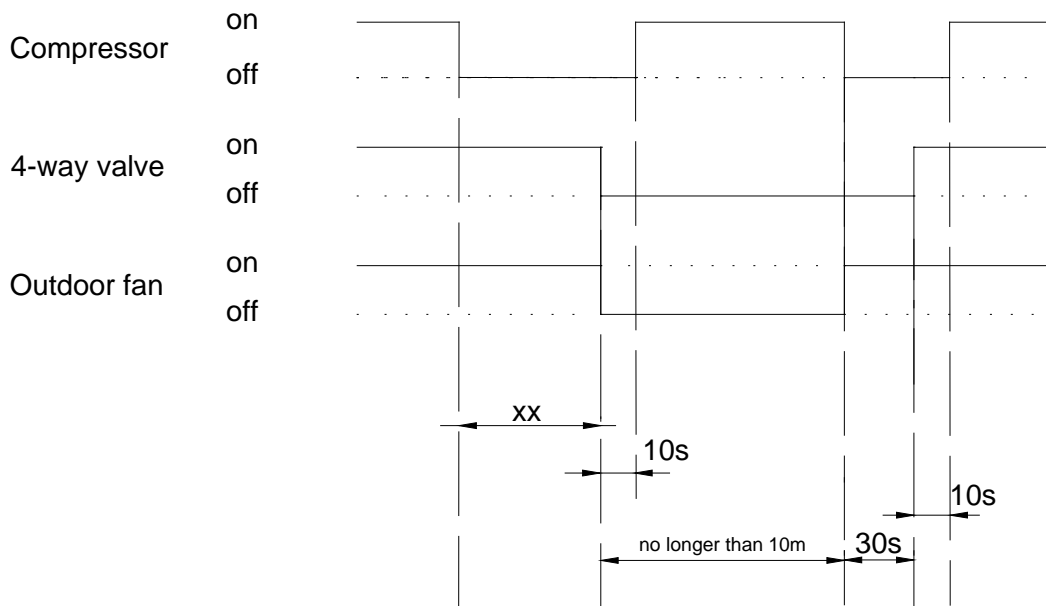 Compressor
on
off
4-way valve
on
off
Outdoor fan
on
off
xx
10s
10s
no longer than 10m
30s